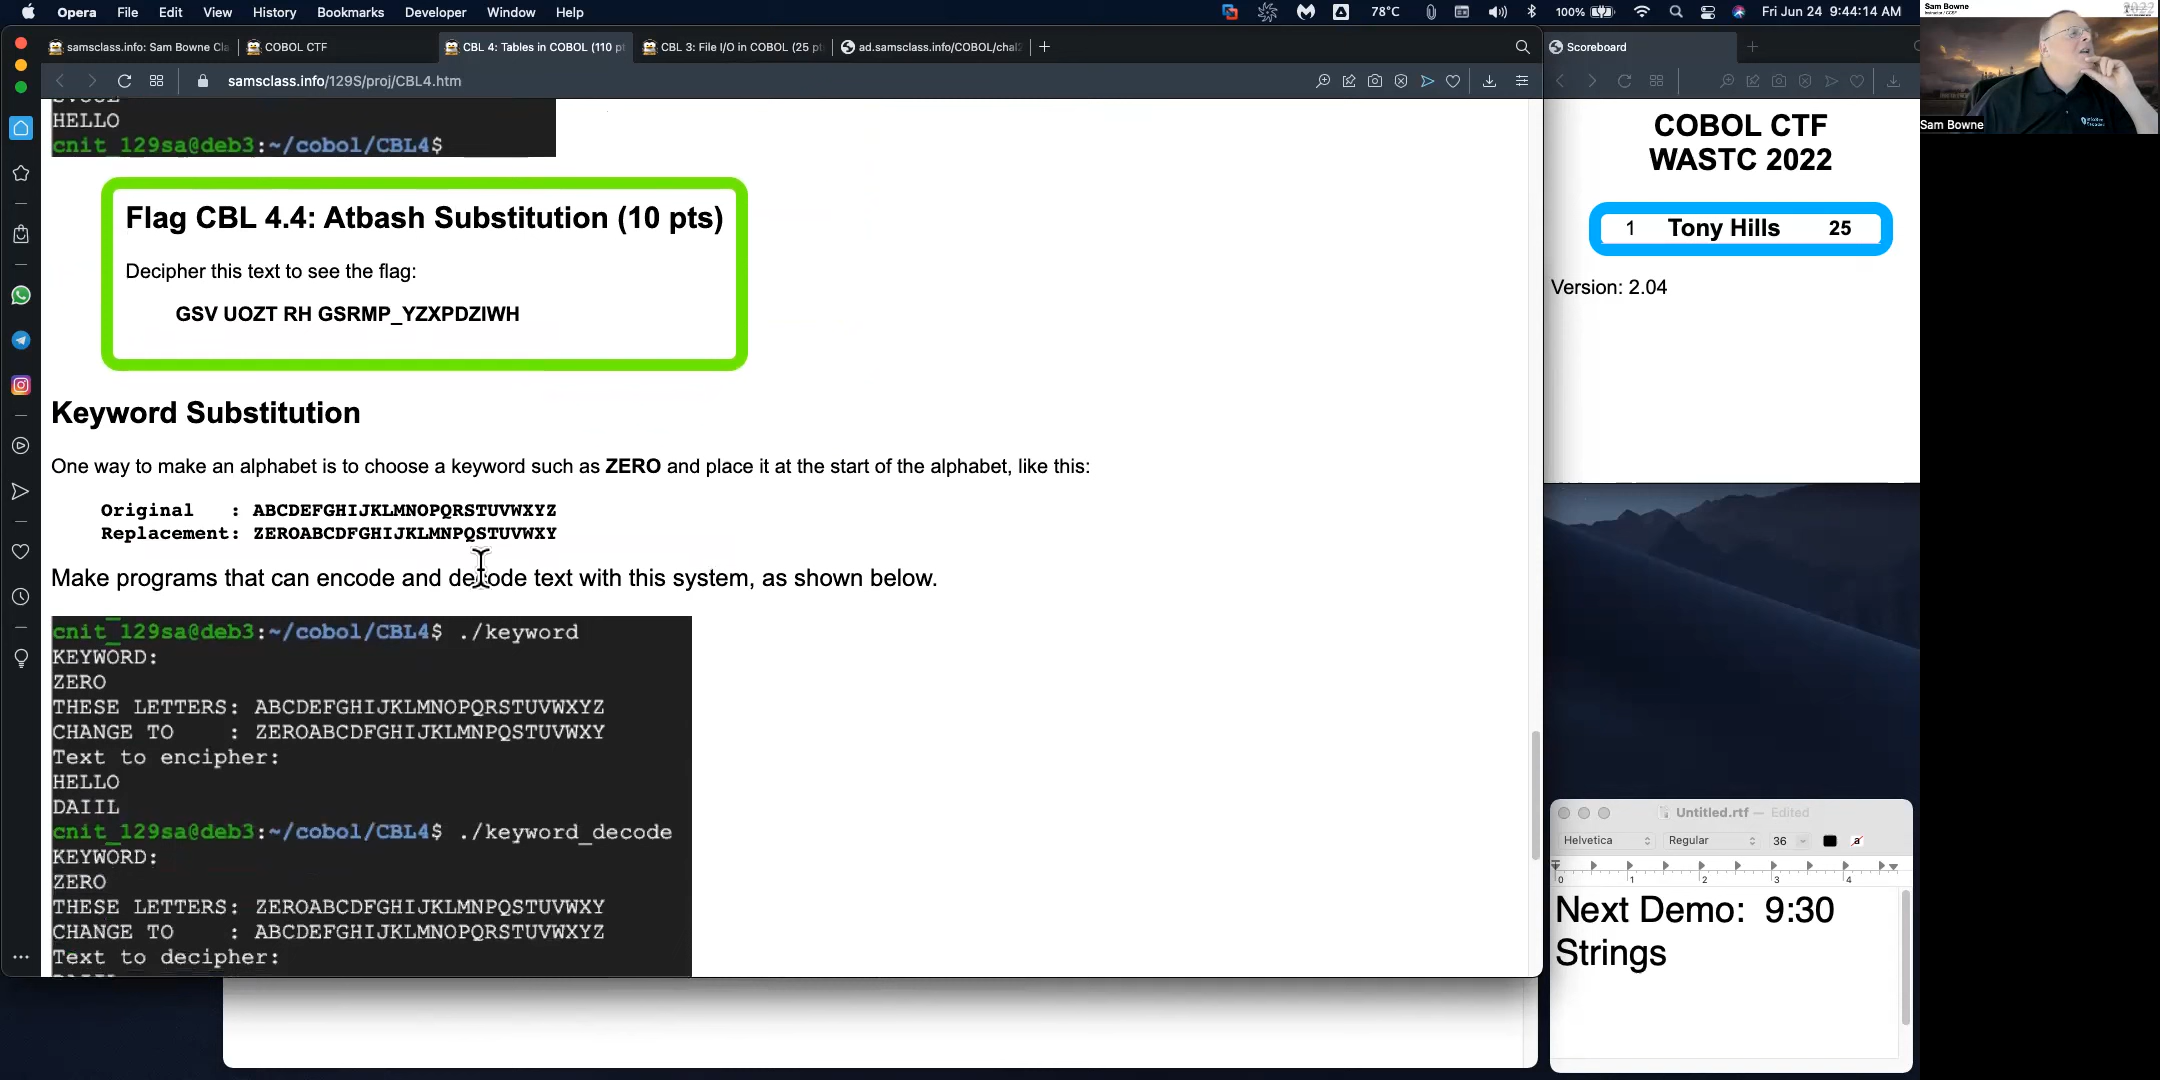 Opera File Edit View History Bookmarks Developer Window Help
78°C 100% Fri Jun 24 9:44:14 AM
samsclass.info: Sam Bowne Cla
COBOL CTF
CBL 4: Tables in COBOL (110 pt
CBL 3: File I/O in COBOL (25 pt
ad.samsclass.info/COBOL/chal2
samsclass.info/129S/proj/CBL4.htm
HELLO
cnit_129sa@deb3:~/cobol/CBL4$
Flag CBL 4.4: Atbash Substitution (10 pts)
Decipher this text to see the flag:
GSV UOZT RH GSRMP_YZXPDZIWH
Keyword Substitution
One way to make an alphabet is to choose a keyword such as ZERO and place it at the start of the alphabet, like this:
Original : ABCDEFGHIJKLMNOPQRSTUVWXYZ
Replacement: ZEROABCDFGHIJKLMNPQSTUVWXY
Make programs that can encode and decode text with this system, as shown below.
cnit_129sa@deb3:~/cobol/CBL4$ ./keyword
KEYWORD:
ZERO
THESE LETTERS: ABCDEFGHIJKLMNOPQRSTUVWXYZ
CHANGE TO : ZEROABCDFGHIJKLMNPQSTUVWXY
Text to encipher:
HELLO
DAIIL
cnit_129sa@deb3:~/cobol/CBL4$ ./keyword_decode
KEYWORD:
ZERO
THESE LETTERS: ZEROABCDFGHIJKLMNPQSTUVWXY
CHANGE TO : ABCDEFGHIJKLMNOPQRSTUVWXYZ
Text to decipher:
Scoreboard
COBOL CTF
WASTC 2022
1 Tony Hills 25
Version: 2.04
Untitled.rtf — Edited
Helvetica Regular 36
0 1 2 3 4
Next Demo: 9:30
Strings
Sam Bowne
2022
Sam Bowne